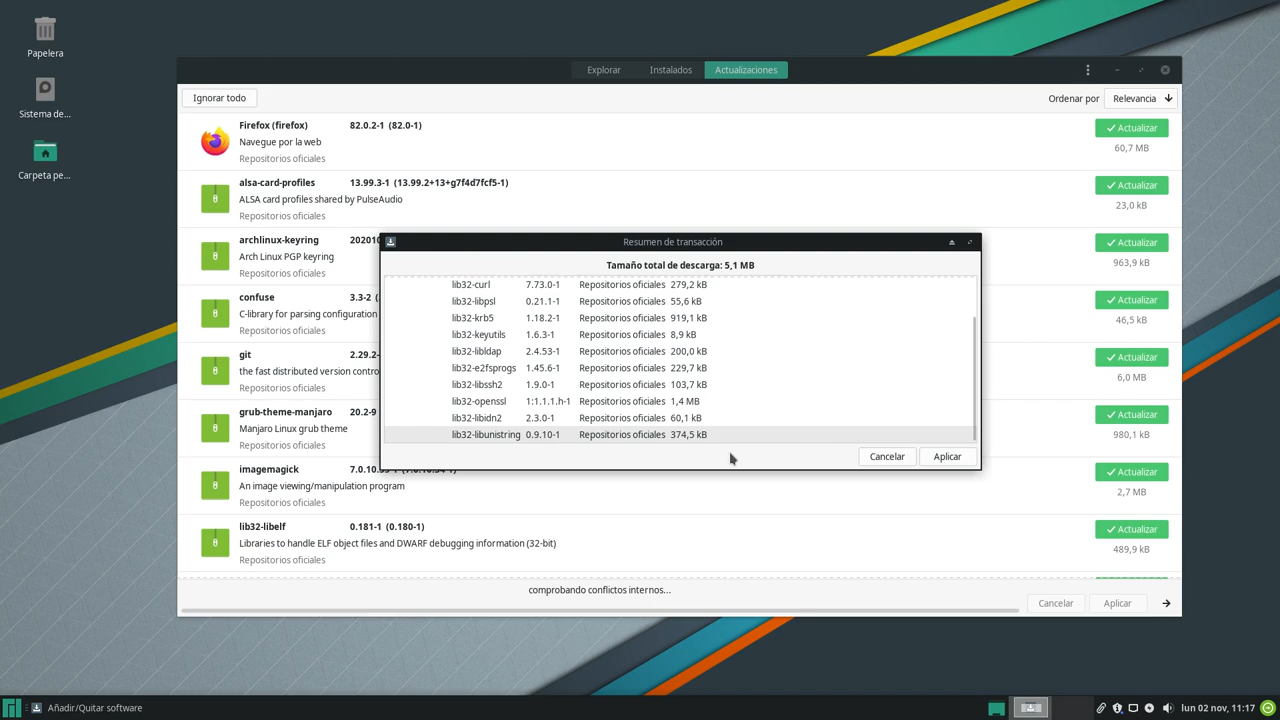 Papelera
Sistema de...
Carpeta pe...
Explorar
Instalados
Actualizaciones
Ignorar todo
Ordenar por
Relevancia
Firefox (firefox) 82.0.2-1 (82.0-1)
Navegue por la web
Repositorios oficiales
Actualizar
60,7 MB
alsa-card-profiles 13.99.3-1 (13.99.2+13+g7f4d7fcf5-1)
ALSA card profiles shared by PulseAudio
Repositorios oficiales
Actualizar
23,0 kB
archlinux-keyring
Arch Linux PGP keyring
Repositorios oficiales
Actualizar
963,9 kB
confuse 3.3-2
C-library for parsing configuration
Repositorios oficiales
Actualizar
46,5 kB
git 2.29.2-
the fast distributed version contro
Repositorios oficiales
Actualizar
6,0 MB
grub-theme-manjaro 20.2-9
Manjaro Linux grub theme
Repositorios oficiales
Actualizar
980,1 kB
imagemagick
An image viewing/manipulation program
Repositorios oficiales
Actualizar
2,7 MB
lib32-libelf 0.181-1 (0.180-1)
Libraries to handle ELF object files and DWARF debugging information (32-bit)
Repositorios oficiales
Actualizar
489,9 kB
Resumen de transacción
Tamaño total de descarga: 5,1 MB
lib32-curl 7.73.0-1 Repositorios oficiales 279,2 kB
lib32-libpsl 0.21.1-1 Repositorios oficiales 55,6 kB
lib32-krb5 1.18.2-1 Repositorios oficiales 919,1 kB
lib32-keyutils 1.6.3-1 Repositorios oficiales 8,9 kB
lib32-libldap 2.4.53-1 Repositorios oficiales 200,0 kB
lib32-e2fsprogs 1.45.6-1 Repositorios oficiales 229,7 kB
lib32-libssh2 1.9.0-1 Repositorios oficiales 103,7 kB
lib32-openssl 1:1.1.1.h-1 Repositorios oficiales 1,4 MB
lib32-libidn2 2.3.0-1 Repositorios oficiales 60,1 kB
lib32-libunistring 0.9.10-1 Repositorios oficiales 374,5 kB
Cancelar
Aplicar
comprobando conflictos internos...
Cancelar
Aplicar
Añadir/Quitar software
lun 02 nov, 11:17